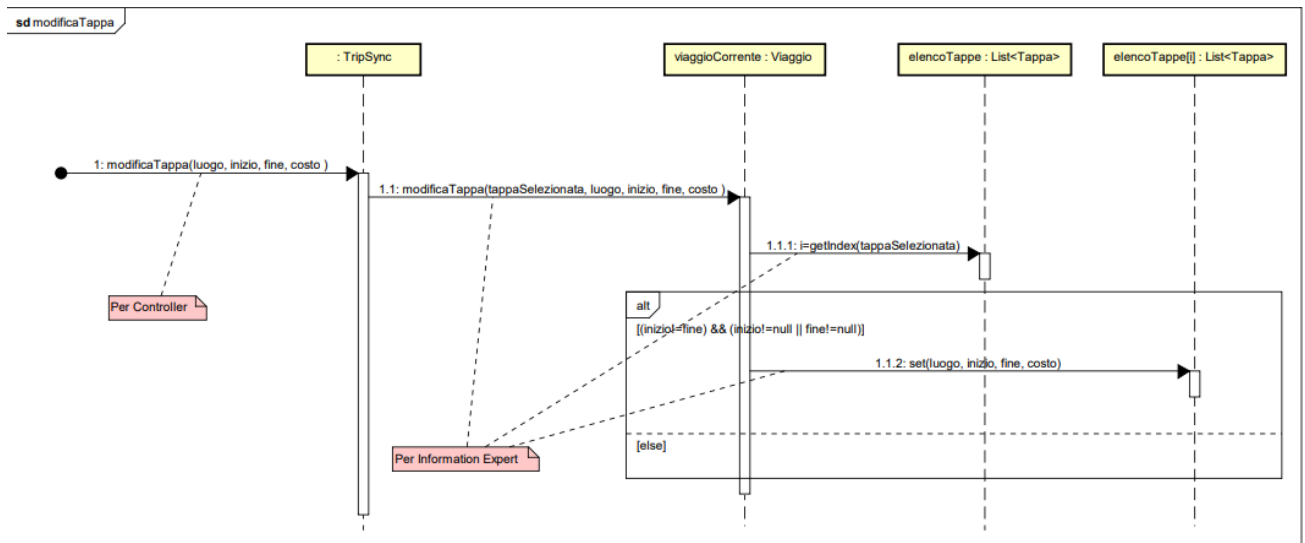 sd modificaTappa
: TripSync
viaggioCorrente : Viaggio
elencoTappe : List<Tappa>
elencoTappe[i] : List<Tappa>
1: modificaTappa(luogo, inizio, fine, costo )
1.1: modificaTappa(tappaSelezionata, luogo, inizio, fine, costo )
1.1.1: i=getIndex(tappaSelezionata)
Per Controller
alt
[(inizio!=fine) && (inizio!=null || fine!=null)]
1.1.2: set(luogo, inizio, fine, costo)
[else]
Per Information Expert